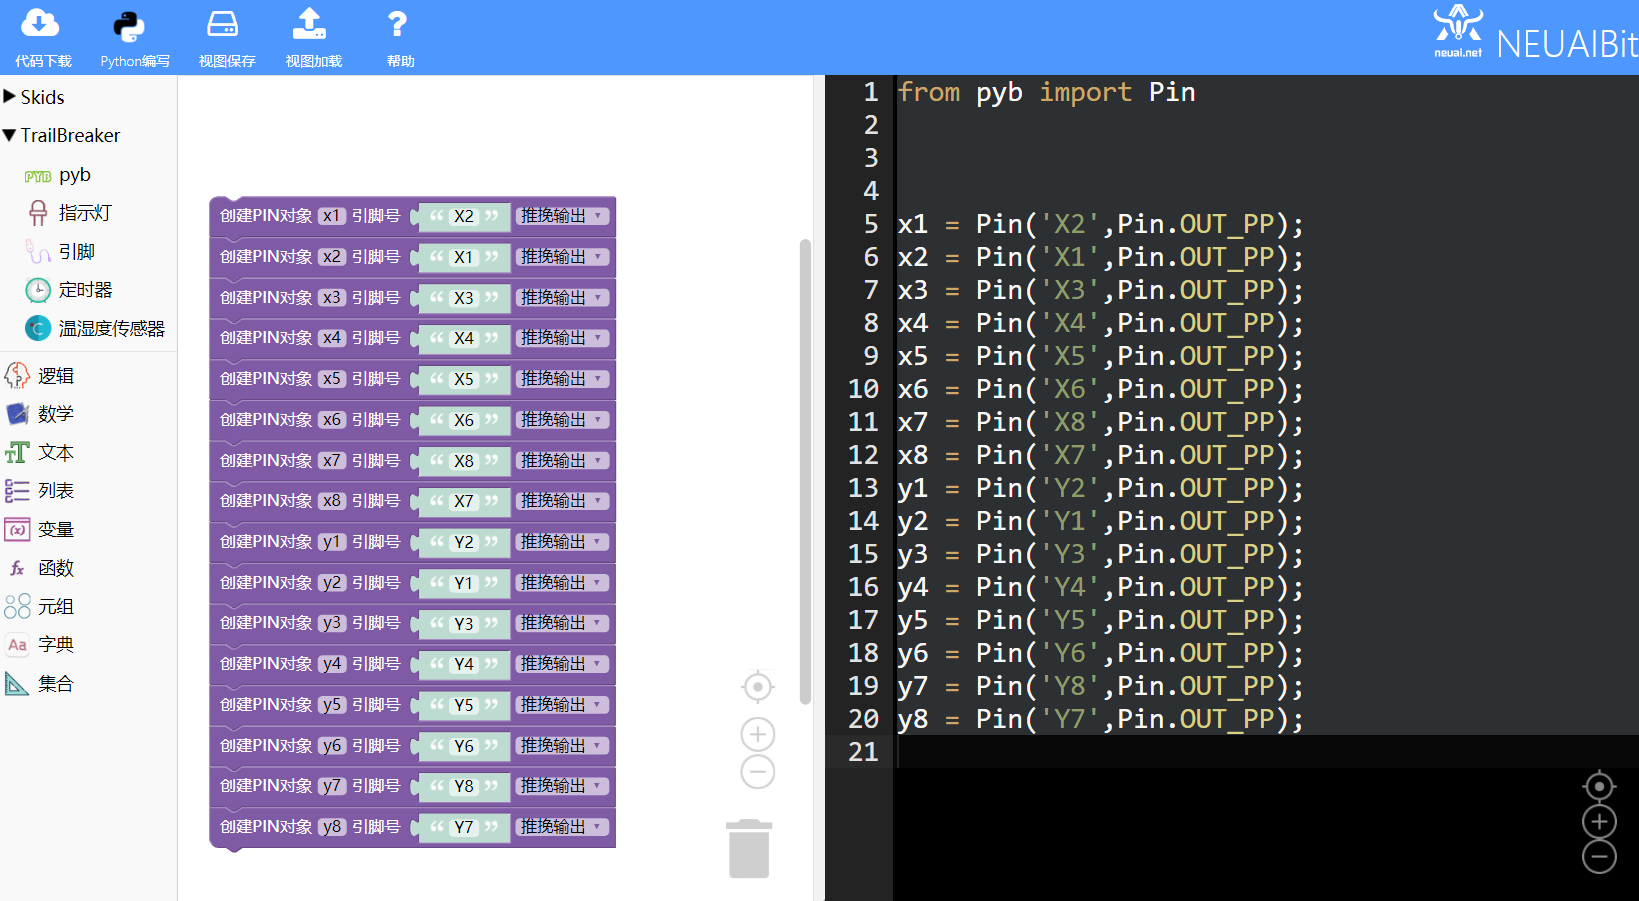 代码下载
Python编写
视图保存
视图加载
帮助
neuai.net
NEUAIBit
Skids
TrailBreaker
PYB pyb
指示灯
引脚
定时器
温湿度传感器
逻辑
数学
文本
列表
变量
函数
元组
字典
集合
创建PIN对象 x1 引脚号 “ X2 ” 推挽输出
创建PIN对象 x2 引脚号 “ X1 ” 推挽输出
创建PIN对象 x3 引脚号 “ X3 ” 推挽输出
创建PIN对象 x4 引脚号 “ X4 ” 推挽输出
创建PIN对象 x5 引脚号 “ X5 ” 推挽输出
创建PIN对象 x6 引脚号 “ X6 ” 推挽输出
创建PIN对象 x7 引脚号 “ X8 ” 推挽输出
创建PIN对象 x8 引脚号 “ X7 ” 推挽输出
创建PIN对象 y1 引脚号 “ Y2 ” 推挽输出
创建PIN对象 y2 引脚号 “ Y1 ” 推挽输出
创建PIN对象 y3 引脚号 “ Y3 ” 推挽输出
创建PIN对象 y4 引脚号 “ Y4 ” 推挽输出
创建PIN对象 y5 引脚号 “ Y5 ” 推挽输出
创建PIN对象 y6 引脚号 “ Y6 ” 推挽输出
创建PIN对象 y7 引脚号 “ Y8 ” 推挽输出
创建PIN对象 y8 引脚号 “ Y7 ” 推挽输出
1 from pyb import Pin
2
3
4
5 x1 = Pin('X2',Pin.OUT_PP);
6 x2 = Pin('X1',Pin.OUT_PP);
7 x3 = Pin('X3',Pin.OUT_PP);
8 x4 = Pin('X4',Pin.OUT_PP);
9 x5 = Pin('X5',Pin.OUT_PP);
10 x6 = Pin('X6',Pin.OUT_PP);
11 x7 = Pin('X8',Pin.OUT_PP);
12 x8 = Pin('X7',Pin.OUT_PP);
13 y1 = Pin('Y2',Pin.OUT_PP);
14 y2 = Pin('Y1',Pin.OUT_PP);
15 y3 = Pin('Y3',Pin.OUT_PP);
16 y4 = Pin('Y4',Pin.OUT_PP);
17 y5 = Pin('Y5',Pin.OUT_PP);
18 y6 = Pin('Y6',Pin.OUT_PP);
19 y7 = Pin('Y8',Pin.OUT_PP);
20 y8 = Pin('Y7',Pin.OUT_PP);
21